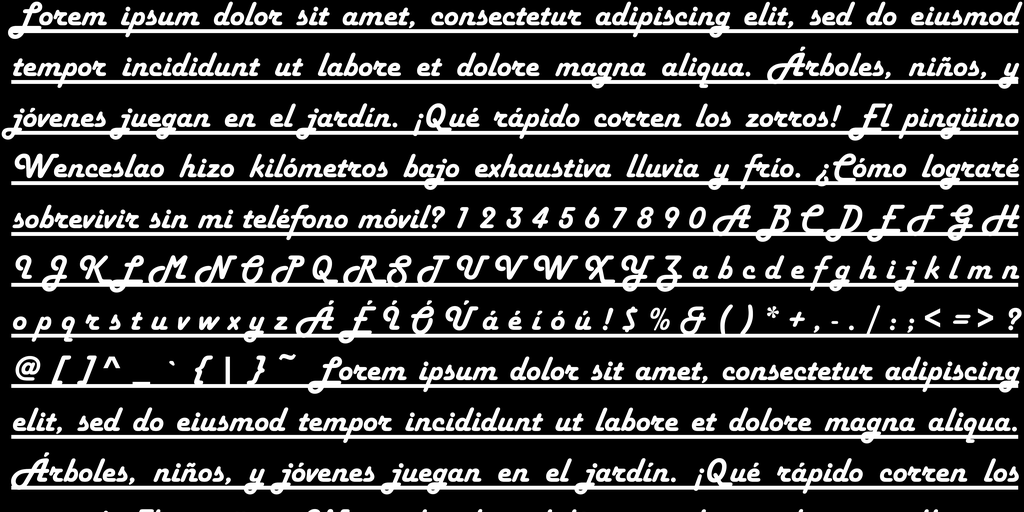 Lorem ipsum dolor sit amet, consectetur adipiscing elit, sed do eiusmod
tempor incididunt ut labore et dolore magna aliqua. Árboles, niños, y
jóvenes juegan en el jardín. ¡Qué rápido corren los zorros! El pingüino
Wenceslao hizo kilómetros bajo exhaustiva lluvia y frío. ¿Cómo lograré
sobrevivir sin mi teléfono móvil? 1 2 3 4 5 6 7 8 9 0 A B C D E F G H
I J K L M N O P Q R S T U V W X Y Z a b c d e f g h i j k l m n
o p q r s t u v w x y z Á É Í Ó Ú á é í ó ú ! $ % & ( ) * + , - . / : ; < = > ?
@ [ ] ^ _ ` { | } ~ Lorem ipsum dolor sit amet, consectetur adipiscing
elit, sed do eiusmod tempor incididunt ut labore et dolore magna aliqua.
Árboles, niños, y jóvenes juegan en el jardín. ¡Qué rápido corren los